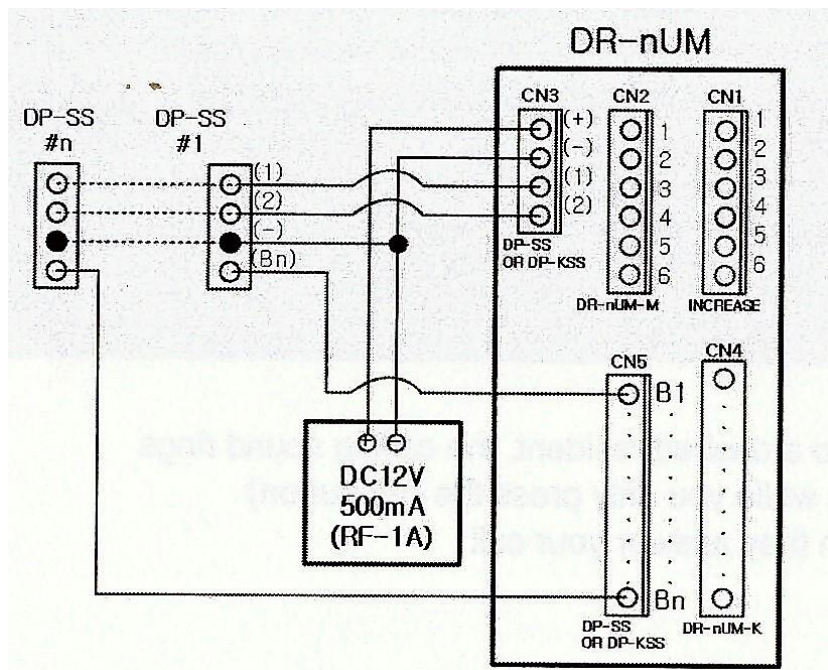 DR-nUM
CN3
CN2
CN1
DP-SS
#n
DP-SS
#1
(+)
(-)
(1)
(2)
1
2
3
4
5
6
1
2
3
4
5
6
(1)
(2)
(-)
(Bn)
DP-SS
OR DP-KSS
DR-nUM-M
INCREASE
CN5
CN4
B1
Bn
DC12V
500mA
(RF-1A)
DP-SS
OR DP-KSS
DR-nUM-K